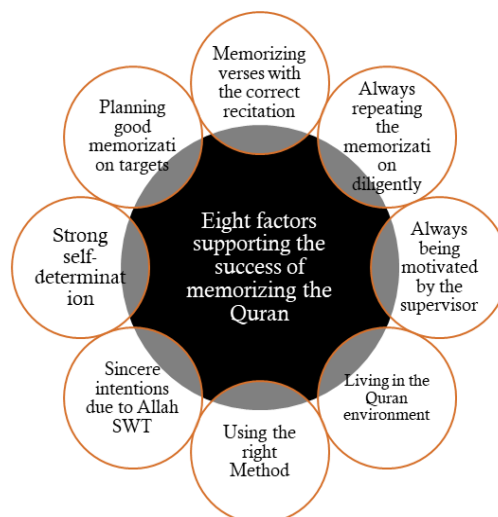 Eight factors
supporting the
success of
memorizing the
Quran
Memorizing
verses with
the correct
recitation
Always
repeating
the
memorizati
on
diligently
Always
being
motivated
by the
supervisor
Living in the
Quran
environment
Using the
right
Method
Sincere
intentions
due to Allah
SWT
Strong
self-
determinat
ion
Planning
good
memorizati
on targets